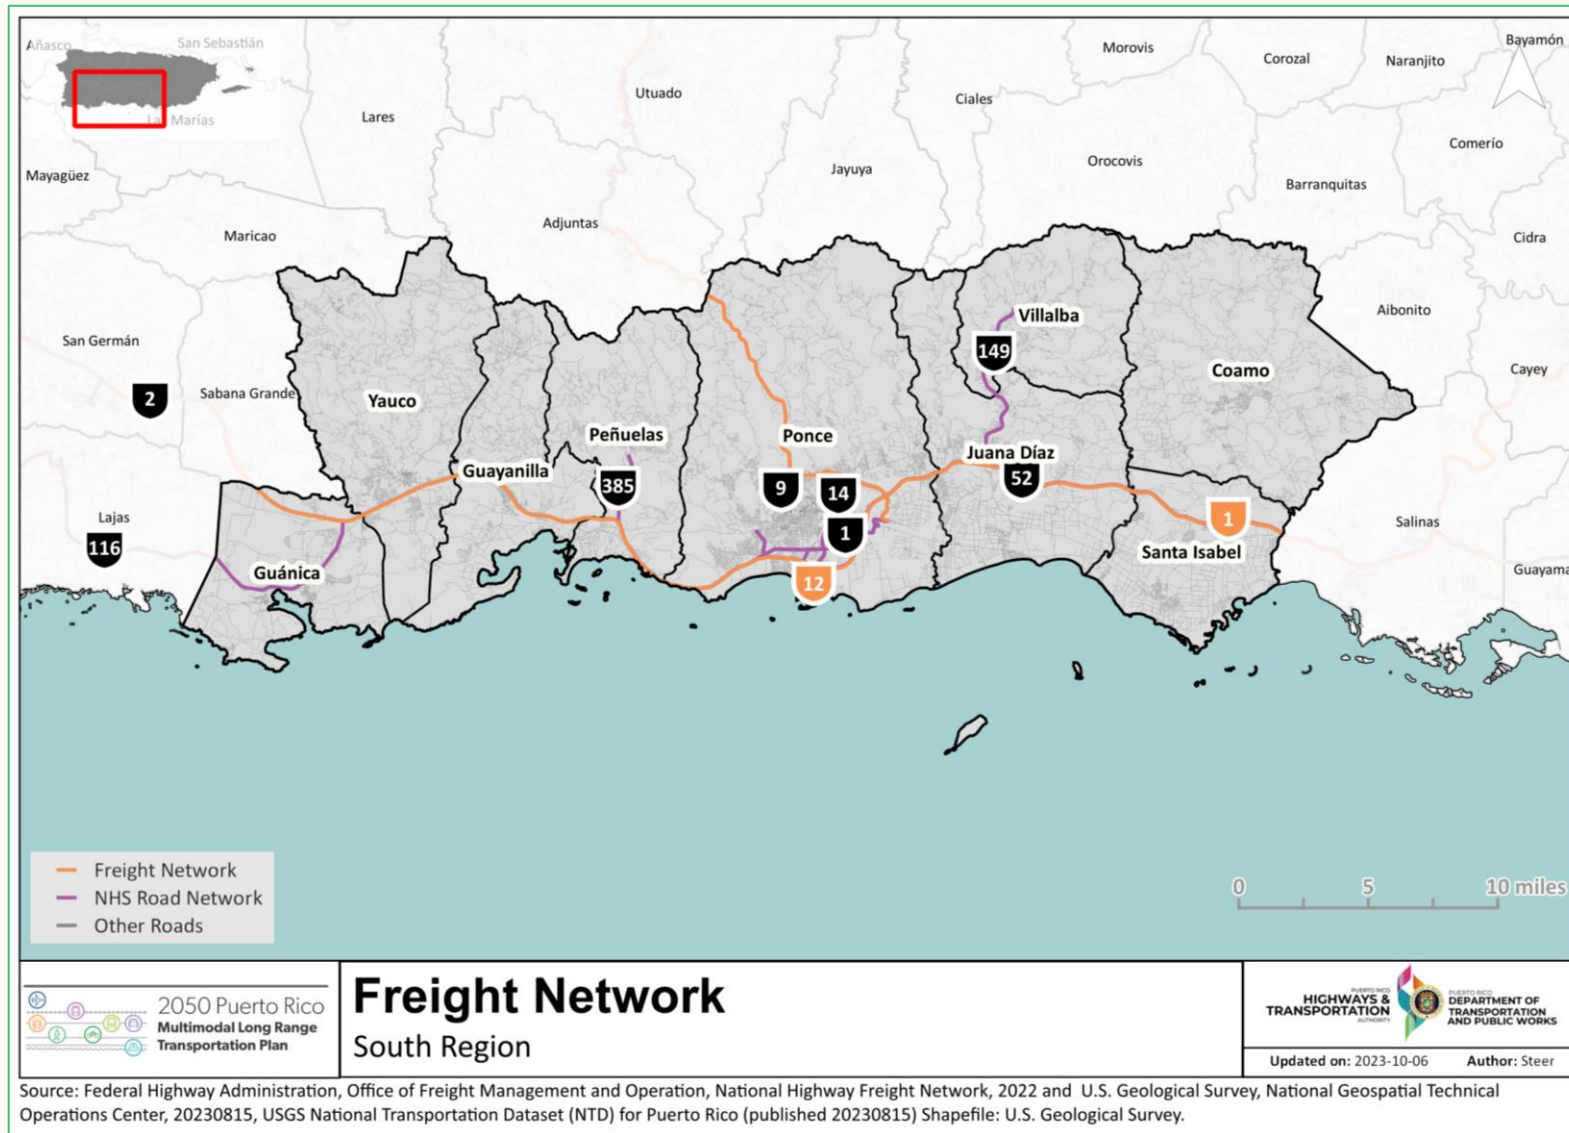 Añasco
San Sebastián
Las Marías
Lares
Utuado
Morovis
Corozal
Naranjito
Bayamón
Ciales
Comerío
Mayagüez
Jayuya
Orocovis
Barranquitas
Adjuntas
Maricao
Cidra
San Germán
Villalba
Aibonito
149
2
Sabana Grande
Yauco
Coamo
Cayey
Peñuelas
Ponce
Guayanilla
Juana Díaz
385
9
14
52
Lajas
116
1
1
Salinas
Santa Isabel
Guánica
12
Guayama
Freight Network
NHS Road Network
Other Roads
0 5 10 miles
2050 Puerto Rico
Multimodal Long Range
Transportation Plan
Freight Network
South Region
PUERTO RICO
HIGHWAYS &
TRANSPORTATION
AUTHORITY
PUERTO RICO
DEPARTMENT OF
TRANSPORTATION
AND PUBLIC WORKS
Updated on: 2023-10-06 Author: Steer
Source: Federal Highway Administration, Office of Freight Management and Operation, National Highway Freight Network, 2022 and U.S. Geological Survey, National Geospatial Technical
Operations Center, 20230815, USGS National Transportation Dataset (NTD) for Puerto Rico (published 20230815) Shapefile: U.S. Geological Survey.